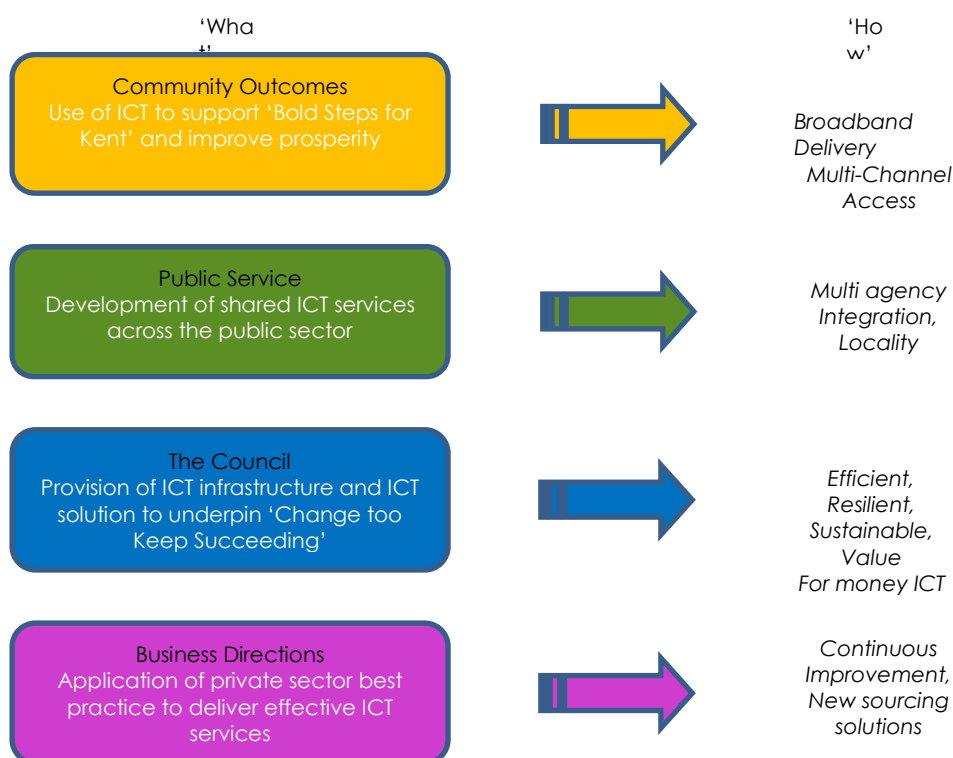 ‘Wha
t’
‘Ho
w’
Community Outcomes
Use of ICT to support ‘Bold Steps for
Kent’ and improve prosperity
Broadband
Delivery
Multi-Channel
Access
Public Service
Development of shared ICT services
across the public sector
Multi agency
Integration,
Locality
The Council
Provision of ICT infrastructure and ICT
solution to underpin ‘Change too
Keep Succeeding’
Efficient,
Resilient,
Sustainable,
Value
For money ICT
Business Directions
Application of private sector best
practice to deliver effective ICT
services
Continuous
Improvement,
New sourcing
solutions